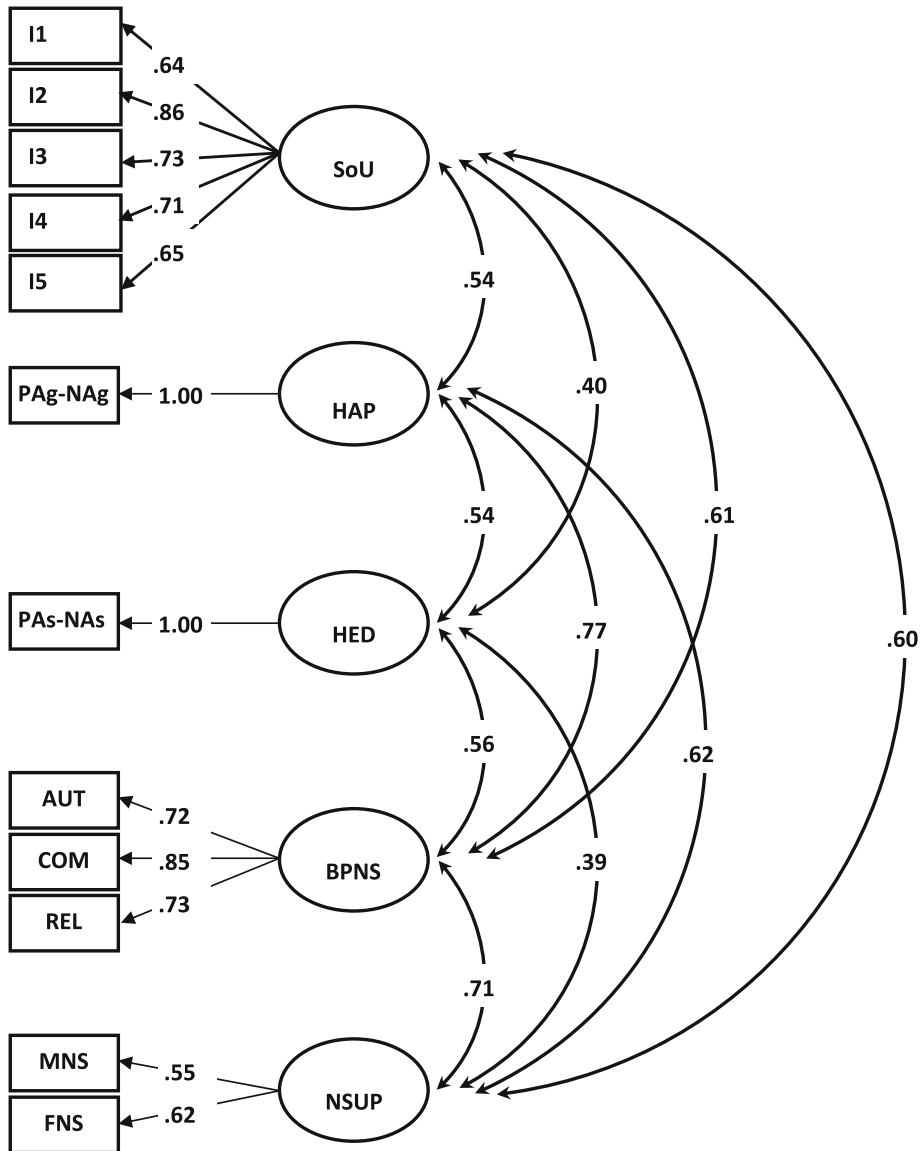 I1
.64
I2
.86
I3
.73
SoU
I4
.71
I5
.65
.54
PAg-NAg
1.00
HAP
.40
.54
.61
PAs-NAs
1.00
HED
.77
.60
.56
.62
AUT
.72
COM
.85
BPNS
.39
REL
.73
.71
MNS
.55
NSUP
FNS
.62